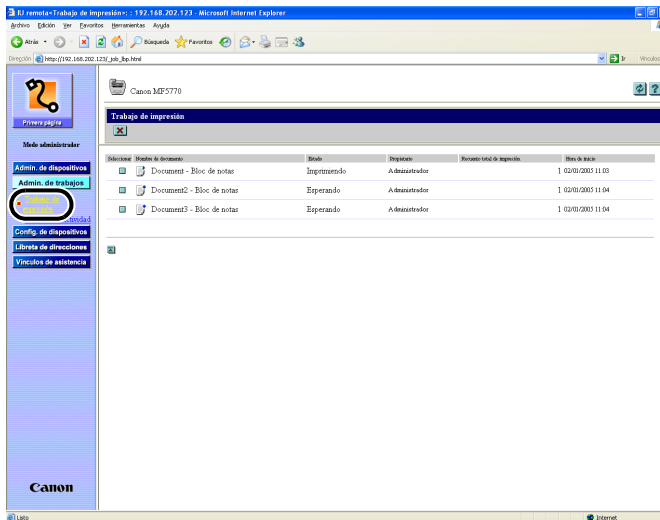 IU remota<Trabajo de impresión>: : 192.168.202.123 - Microsoft Internet Explorer
Archivo Edición Ver Favoritos Herramientas Ayuda
Atrás Búsqueda Favoritos
Dirección http://192.168.202.123/_job_lbp.html Ir Vínculos
Primera página
Modo administrador
Admin. de dispositivos
Admin. de trabajos
Trabajo de
impresión
actividad
Config. de dispositivos
Libreta de direcciones
Vínculos de asistencia
Canon
Canon MF5770
Trabajo de impresión
Seleccionar Nombre de documento Estado Propietario Recuento total de impresión Hora de inicio
Document - Bloc de notas Imprimiendo Administrador 1 02/01/2005 11:03
Document2 - Bloc de notas Esperando Administrador 1 02/01/2005 11:04
Document3 - Bloc de notas Esperando Administrador 1 02/01/2005 11:04
Listo Internet